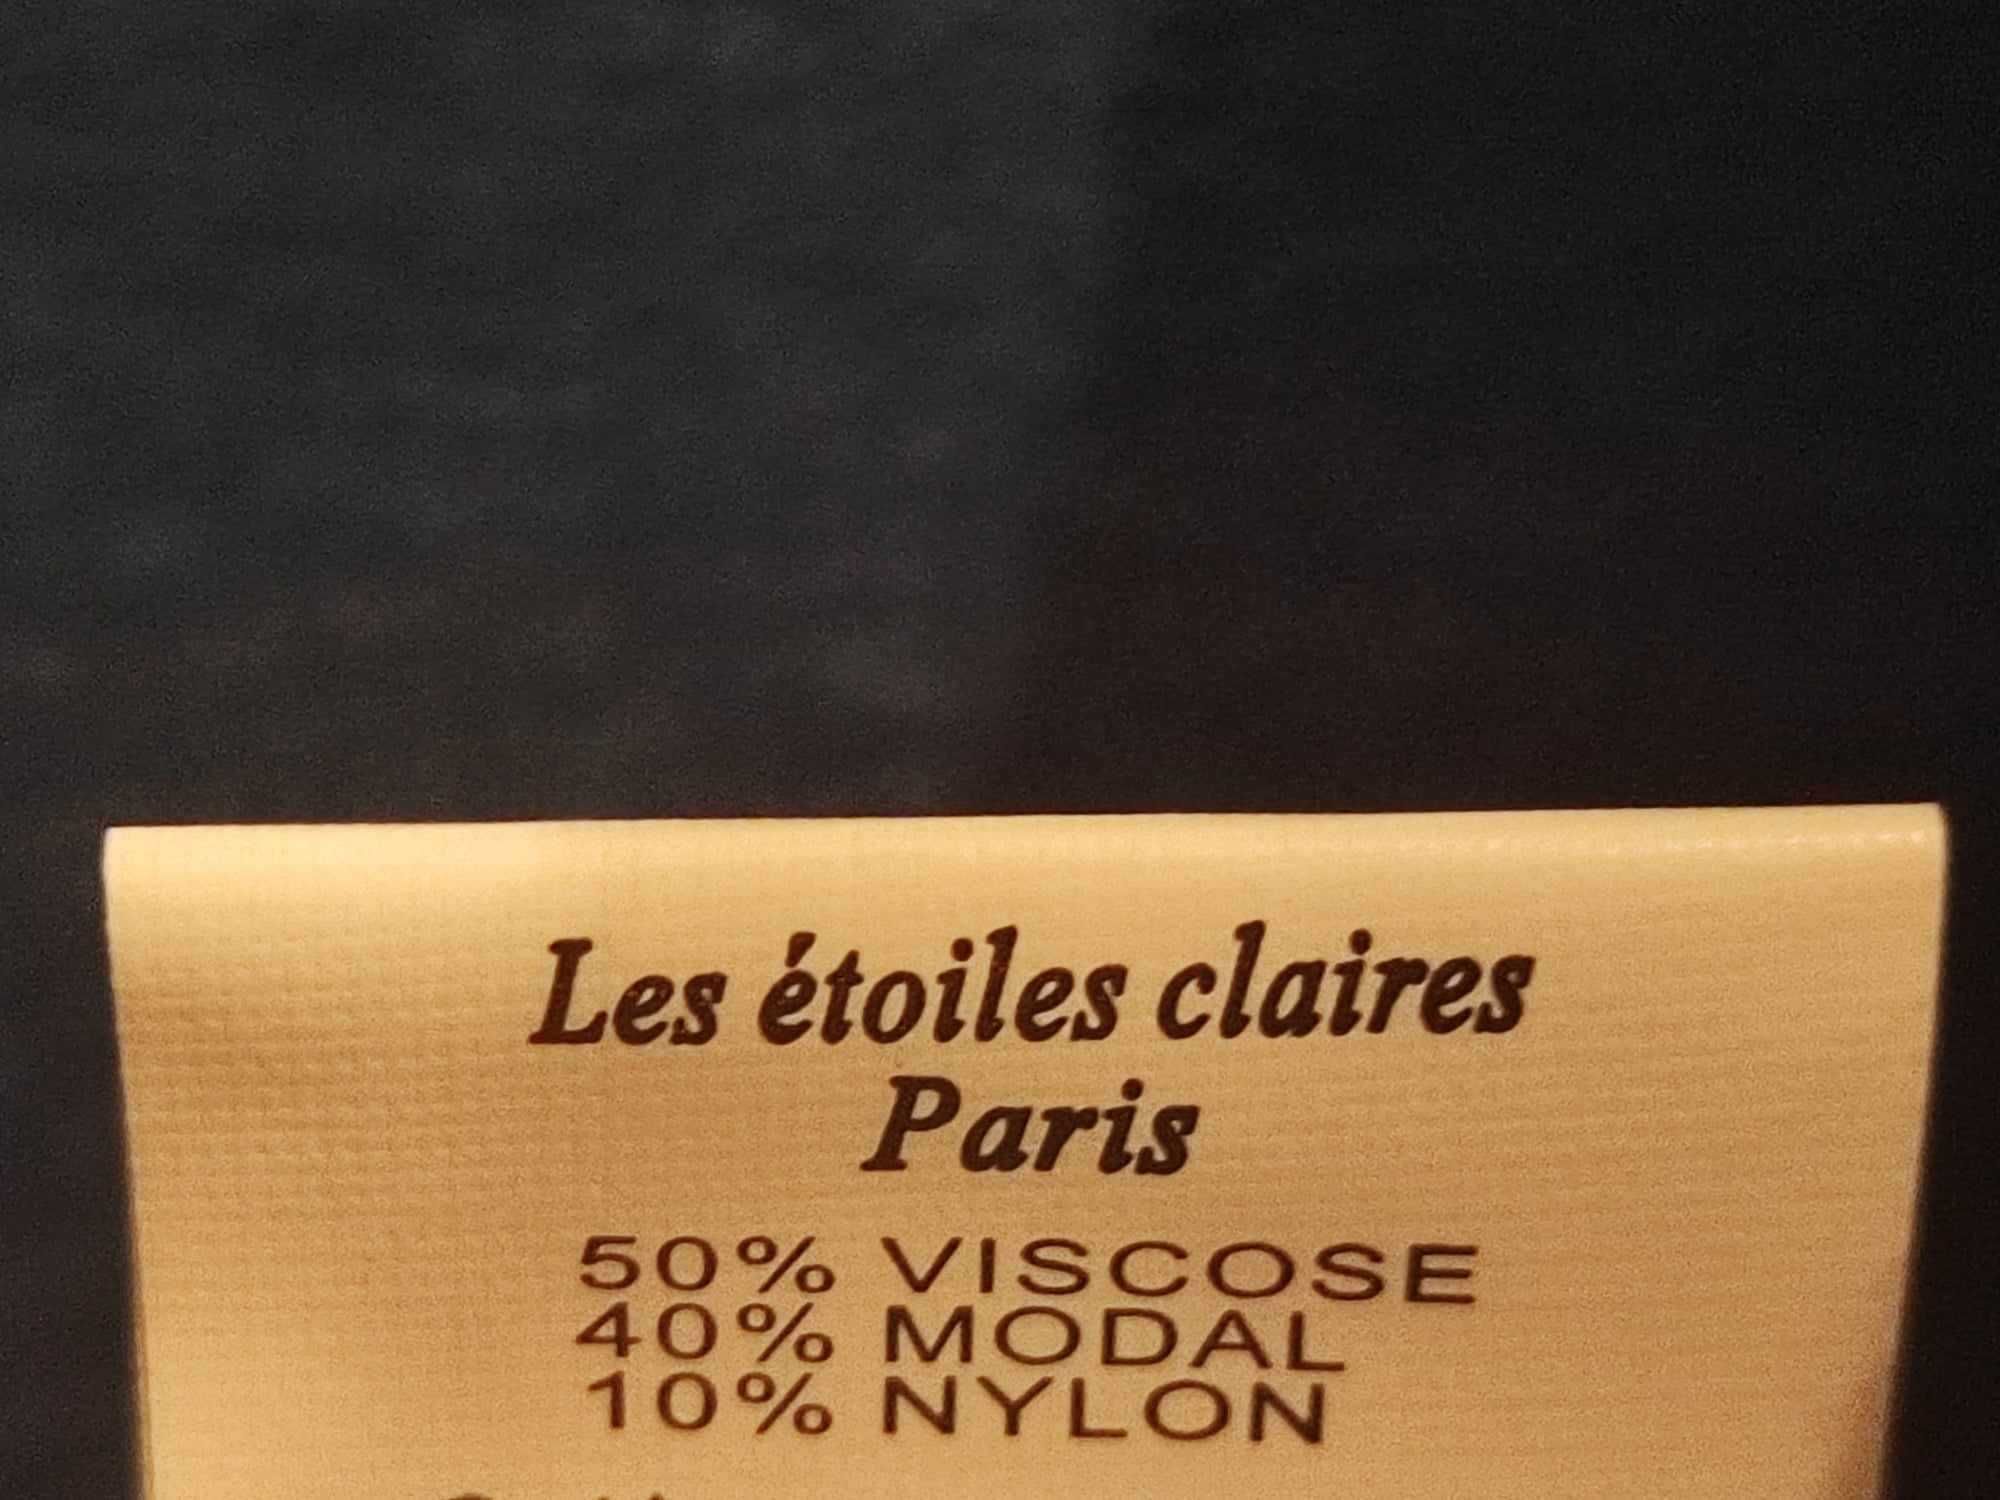 Les étoiles claires
Paris
50% VISCOSE
40% MODAL
10% NYLON